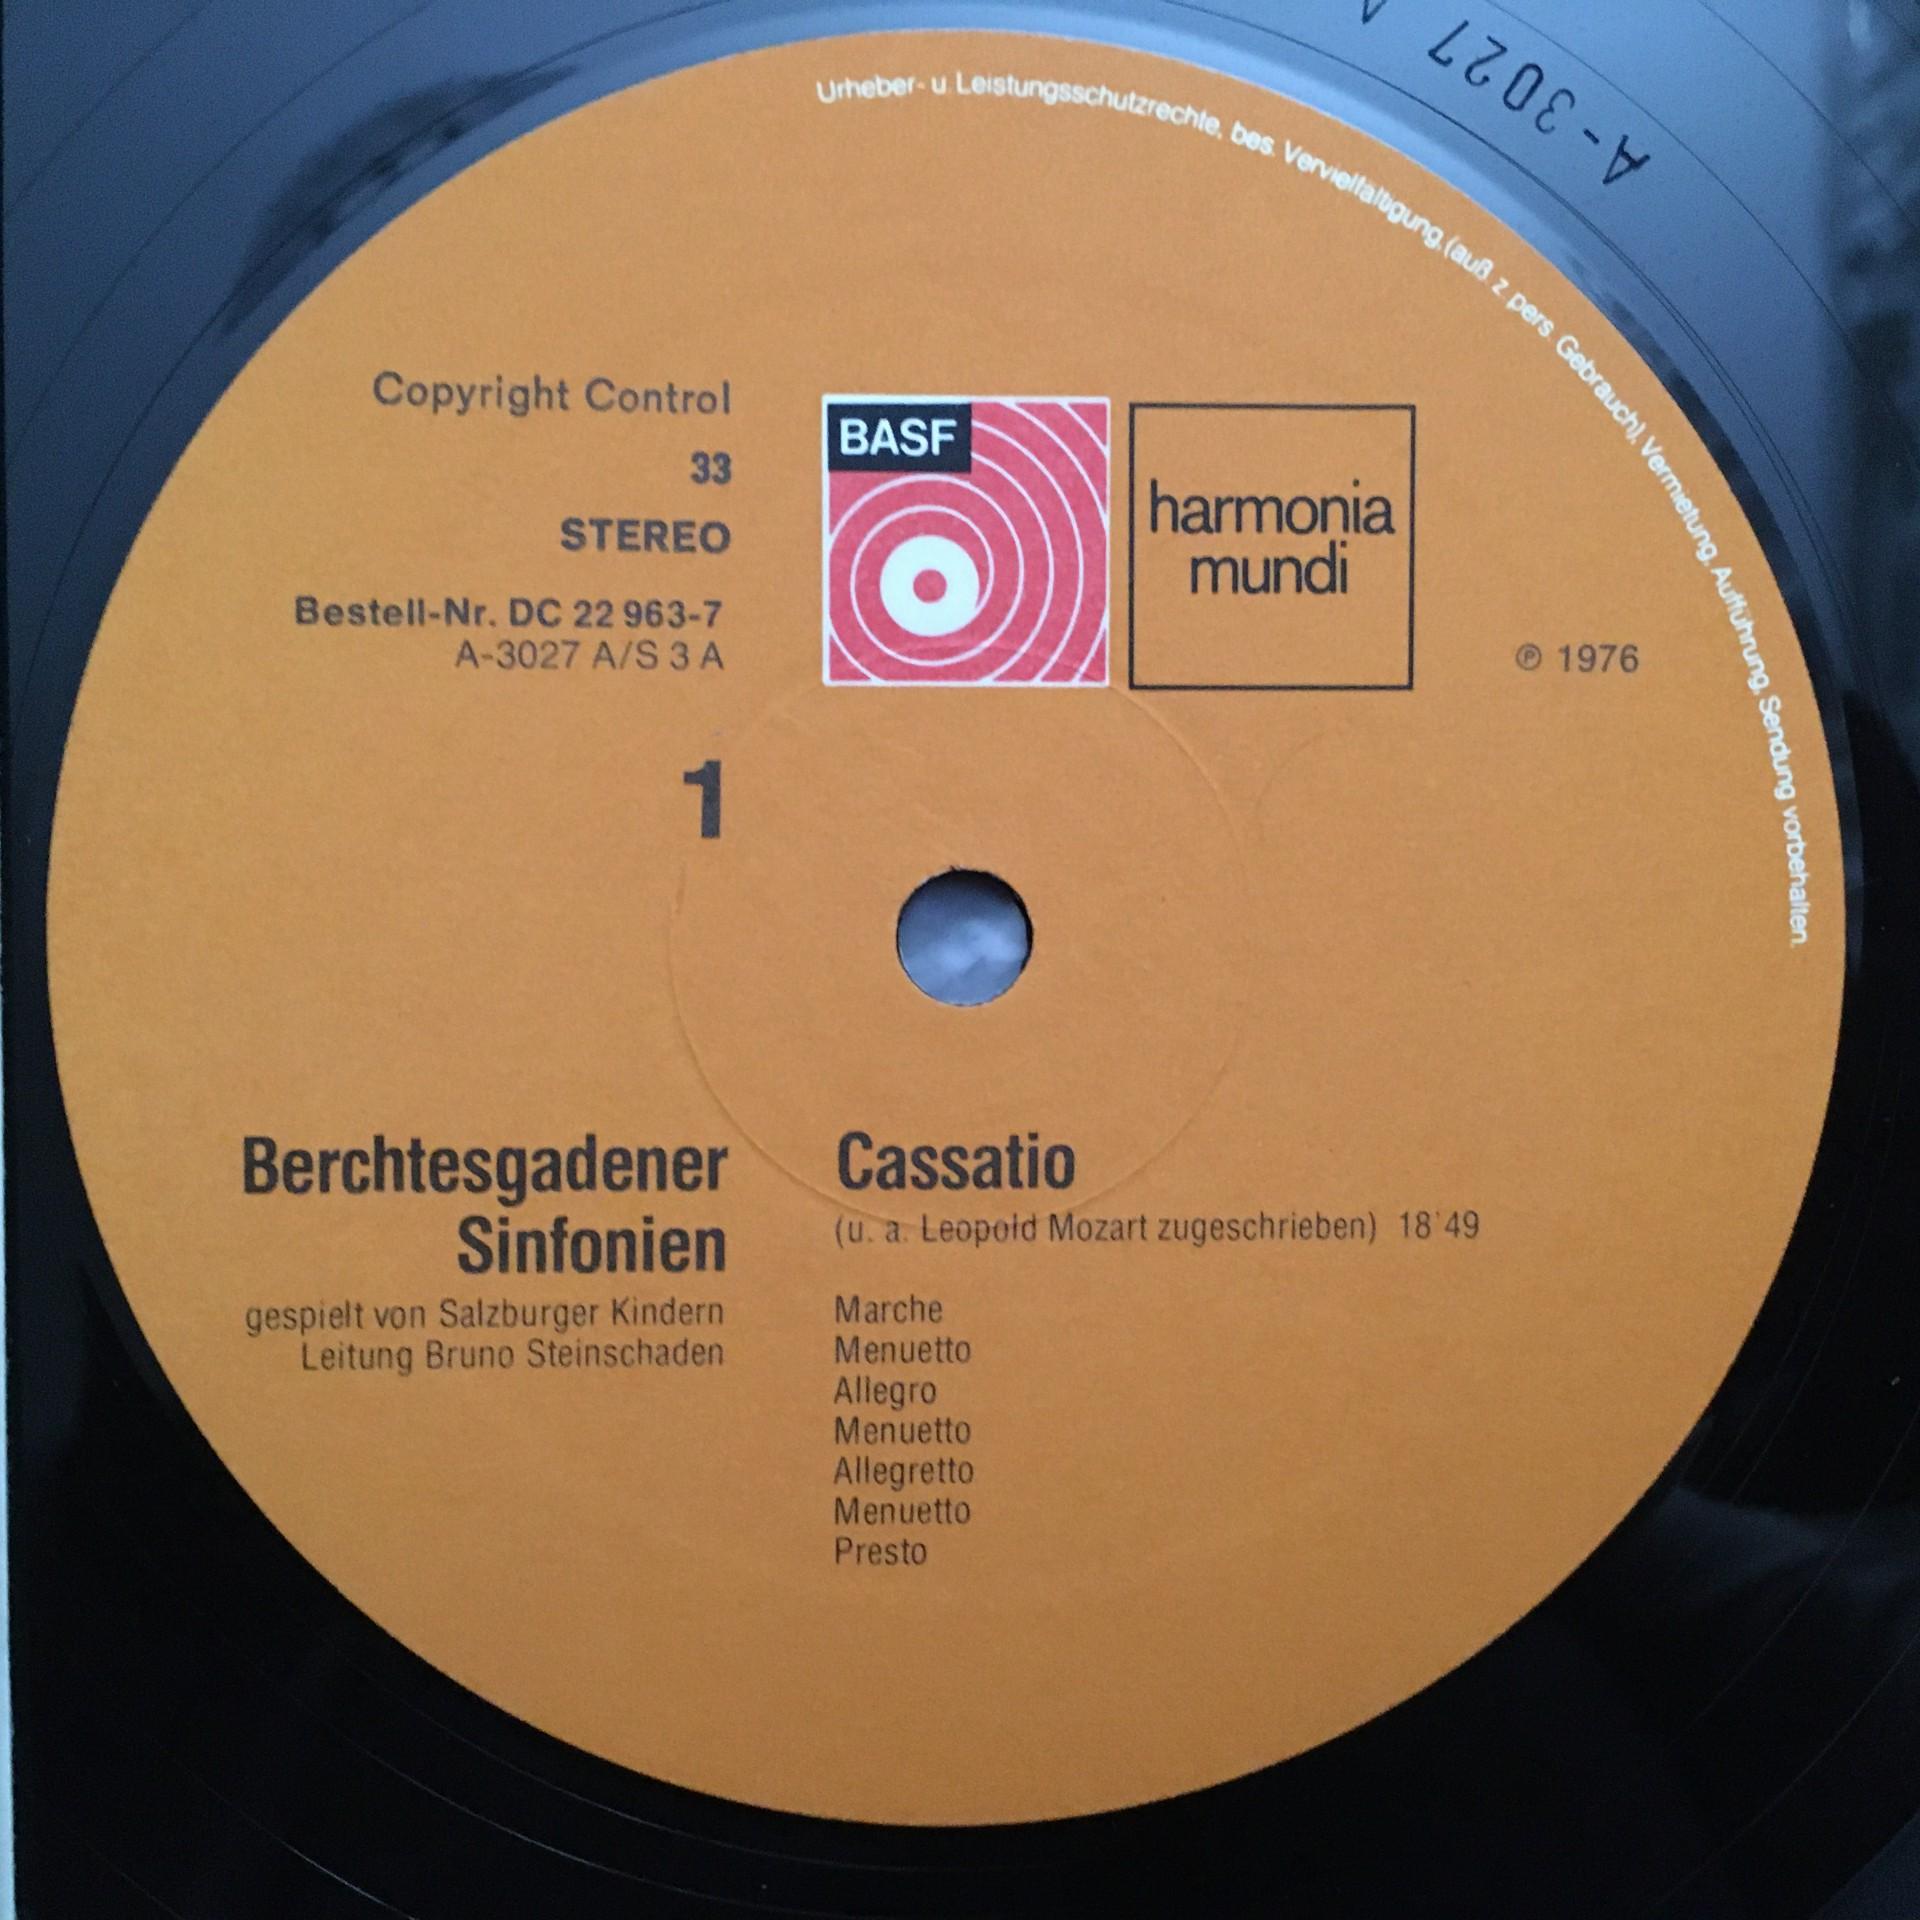 A-3027 A
Urheber- u. Leistungsschutzrechte, bes. Vervielfältigung, (auß. z. pers. Gebrauch), Vermietung, Aufführung, Sendung vorbehalten.
Copyright Control
33
STEREO
Bestell-Nr. DC 22 963-7
A-3027 A/S 3 A
BASF
harmonia
mundi
℗ 1976
1
Berchtesgadener
Sinfonien
gespielt von Salzburger Kindern
Leitung Bruno Steinschaden
Cassatio
(u. a. Leopold Mozart zugeschrieben) 18'49
Marche
Menuetto
Allegro
Menuetto
Allegretto
Menuetto
Presto